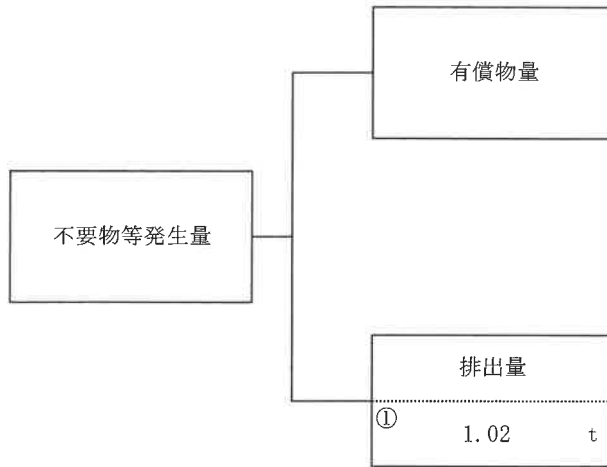 有償物量
不要物等発生量
排出量
①
1.02 t